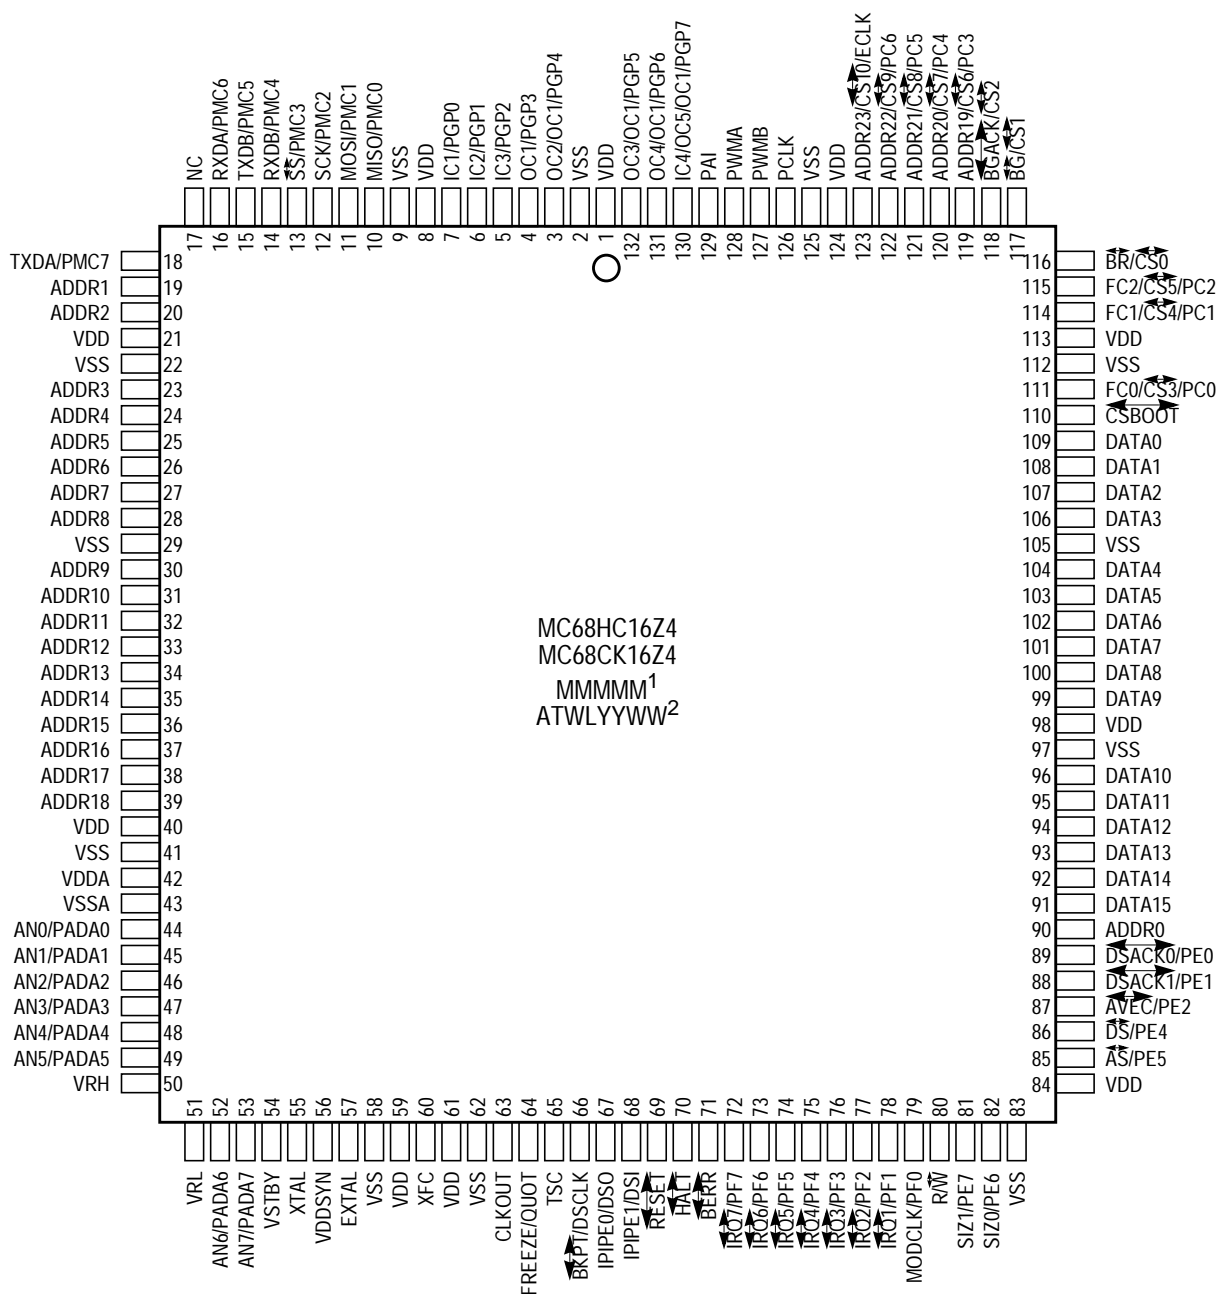 NC
RXDA/PMC6
TXDB/PMC5
RXDB/PMC4
SS/PMC3
SCK/PMC2
MOSI/PMC1
MISO/PMC0
VSS
VDD
IC1/PGP0
IC2/PGP1
IC3/PGP2
OC1/PGP3
OC2/OC1/PGP4
VSS
VDD
OC3/OC1/PGP5
OC4/OC1/PGP6
IC4/OC5/OC1/PGP7
PAI
PWMA
PWMB
PCLK
VSS
VDD
ADDR23/CS10/ECLK
ADDR22/CS9/PC6
ADDR21/CS8/PC5
ADDR20/CS7/PC4
ADDR19/CS6/PC3
BGACK/CS2
BG/CS1
17
16
15
14
13
12
11
10
9
8
7
6
5
4
3
2
1
132
131
130
129
128
127
126
125
124
123
122
121
120
119
118
117
TXDA/PMC7 18
ADDR1 19
ADDR2 20
VDD 21
VSS 22
ADDR3 23
ADDR4 24
ADDR5 25
ADDR6 26
ADDR7 27
ADDR8 28
VSS 29
ADDR9 30
ADDR10 31
ADDR11 32
ADDR12 33
ADDR13 34
ADDR14 35
ADDR15 36
ADDR16 37
ADDR17 38
ADDR18 39
VDD 40
VSS 41
VDDA 42
VSSA 43
AN0/PADA0 44
AN1/PADA1 45
AN2/PADA2 46
AN3/PADA3 47
AN4/PADA4 48
AN5/PADA5 49
VRH 50
MC68HC16Z4
MC68CK16Z4
MMMMM1
ATWLYYWW2
116 BR/CS0
115 FC2/CS5/PC2
114 FC1/CS4/PC1
113 VDD
112 VSS
111 FC0/CS3/PC0
110 CSBOOT
109 DATA0
108 DATA1
107 DATA2
106 DATA3
105 VSS
104 DATA4
103 DATA5
102 DATA6
101 DATA7
100 DATA8
99 DATA9
98 VDD
97 VSS
96 DATA10
95 DATA11
94 DATA12
93 DATA13
92 DATA14
91 DATA15
90 ADDR0
89 DSACK0/PE0
88 DSACK1/PE1
87 AVEC/PE2
86 DS/PE4
85 AS/PE5
84 VDD
51
52
53
54
55
56
57
58
59
60
61
62
63
64
65
66
67
68
69
70
71
72
73
74
75
76
77
78
79
80
81
82
83
VRL
AN6/PADA6
AN7/PADA7
VSTBY
XTAL
VDDSYN
EXTAL
VSS
VDD
XFC
VDD
VSS
CLKOUT
FREEZE/QUOT
TSC
BKPT/DSCLK
IPIPE0/DSO
IPIPE1/DSI
RESET
HALT
BERR
IRQ7/PF7
IRQ6/PF6
IRQ5/PF5
IRQ4/PF4
IRQ3/PF3
IRQ2/PF2
IRQ1/PF1
MODCLK/PF0
R/W
SIZ1/PE7
SIZ0/PE6
VSS